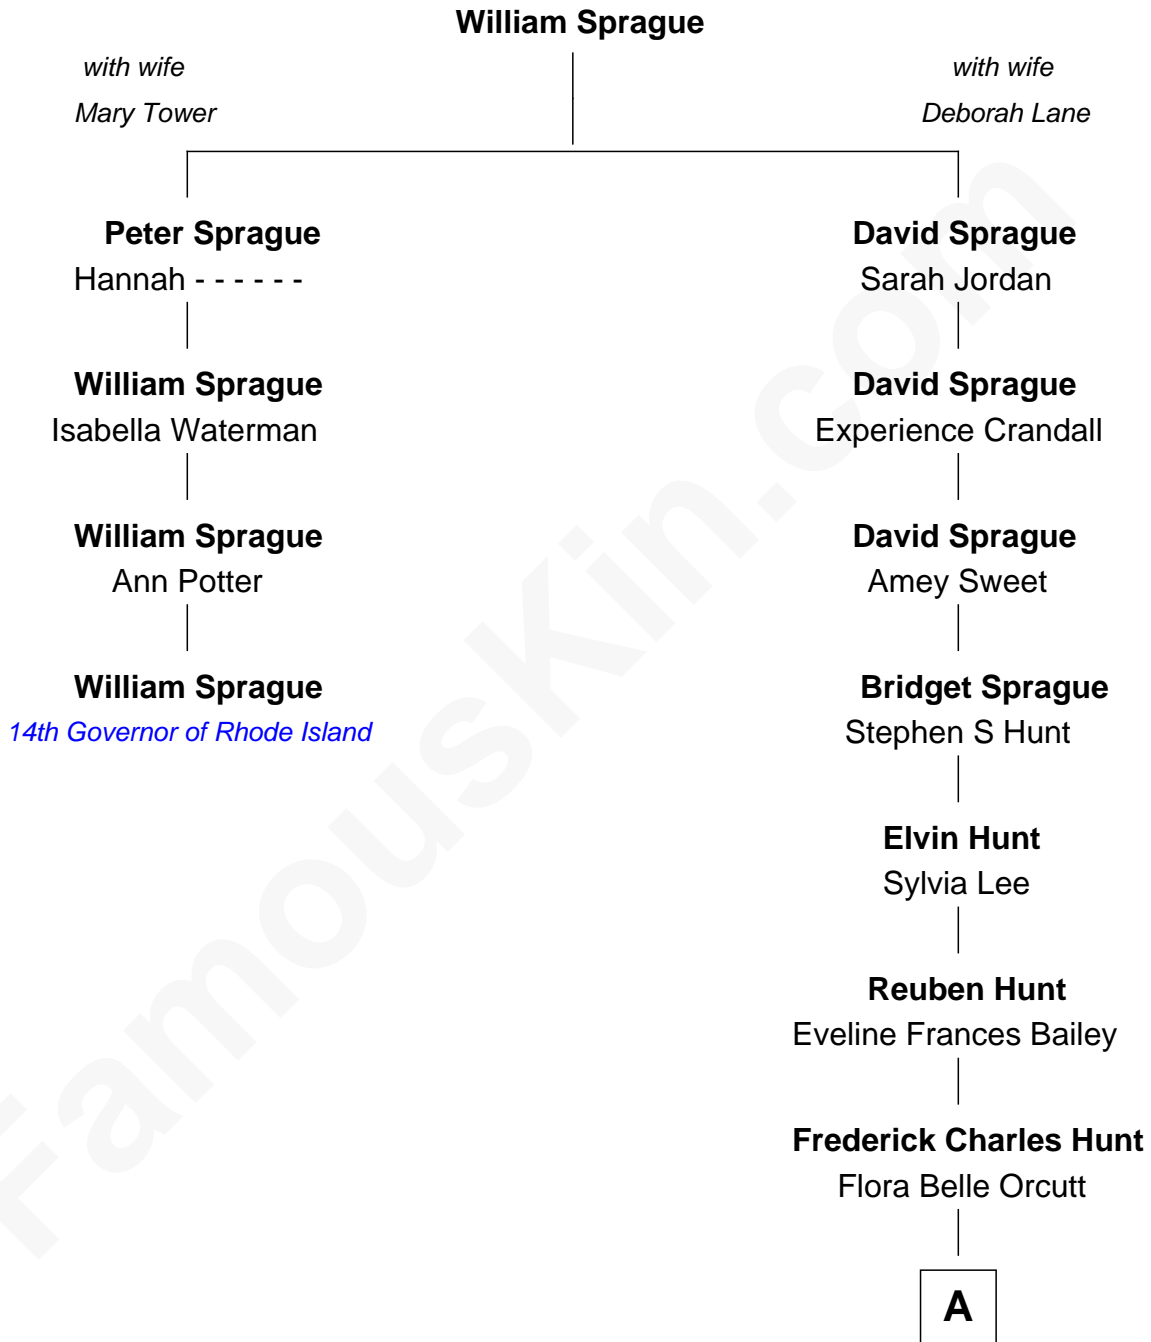 William Sprague
with wife
Mary Tower
with wife
Deborah Lane
Peter Sprague
Hannah - - - - - -
David Sprague
Sarah Jordan
William Sprague
Isabella Waterman
David Sprague
Experience Crandall
William Sprague
Ann Potter
David Sprague
Amey Sweet
William Sprague
14th Governor of Rhode Island
Bridget Sprague
Stephen S Hunt
Elvin Hunt
Sylvia Lee
Reuben Hunt
Eveline Frances Bailey
Frederick Charles Hunt
Flora Belle Orcutt
A
FamousKin.com